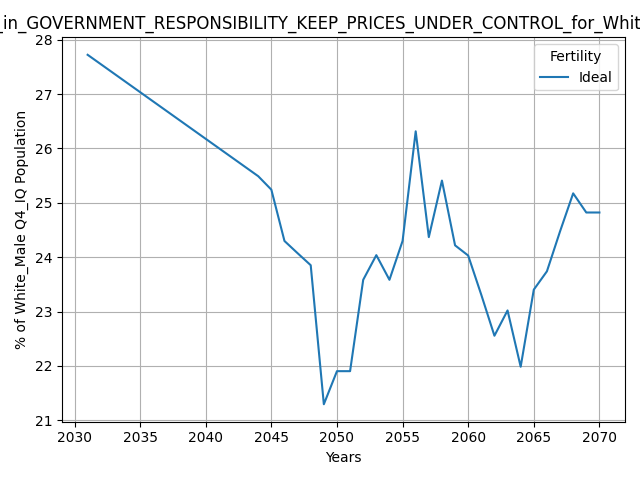 _in_GOVERNMENT_RESPONSIBILITY_KEEP_PRICES_UNDER_CONTROL_for_Whit
Fertility
Ideal
% of White_Male Q4_IQ Population
28
27
26
25
24
23
22
21
2030 2035 2040 2045 2050 2055 2060 2065 2070
Years